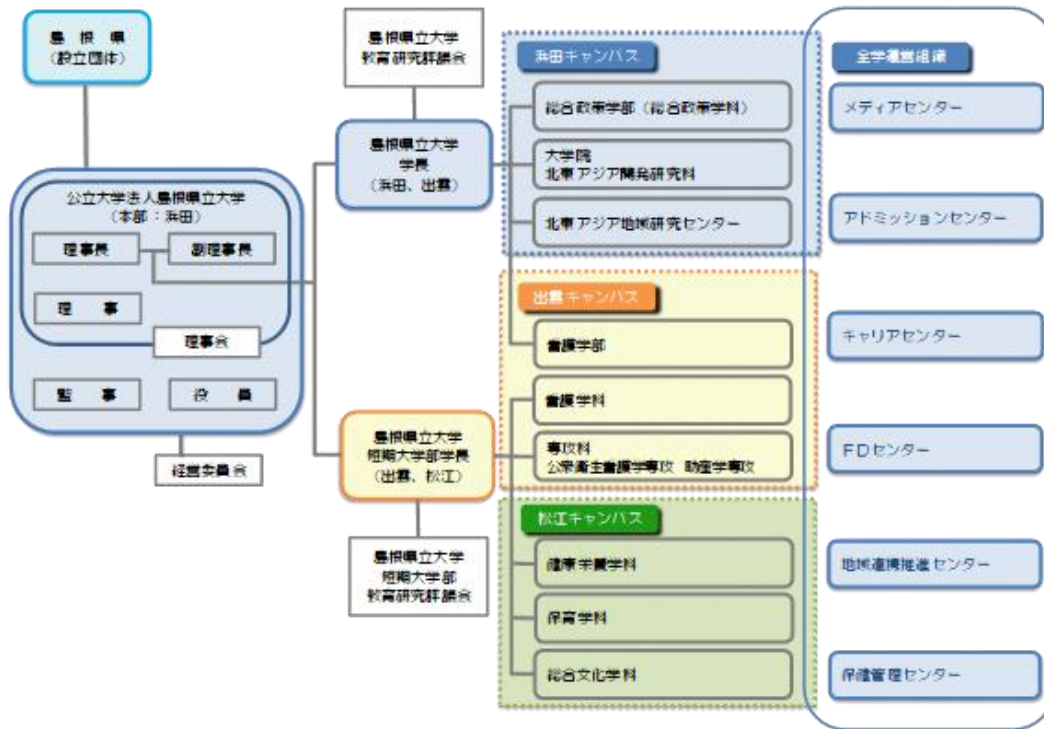 島根県
(設立団体)
公立大学法人島根県立大学
(本部:浜田)
理事長
副理事長
理 事
理事会
監 事
役 員
経営委員会
島根県立大学
教育研究評議会
島根県立大学
学長
(浜田、出雲)
島根県立大学
短期大学部学長
(出雲、松江)
島根県立大学
短期大学部
教育研究評議会
浜田キャンパス
総合政策学部(総合政策学科)
大学院
北東アジア開発研究科
北東アジア地域研究センター
出雲キャンパス
看護学部
看護学科
専攻科
公衆衛生看護学専攻 助産学専攻
松江キャンパス
健康栄養学科
保育学科
総合文化学科
全学運営組織
メディアセンター
アドミッションセンター
キャリアセンター
FDセンター
地域連携推進センター
保健管理センター